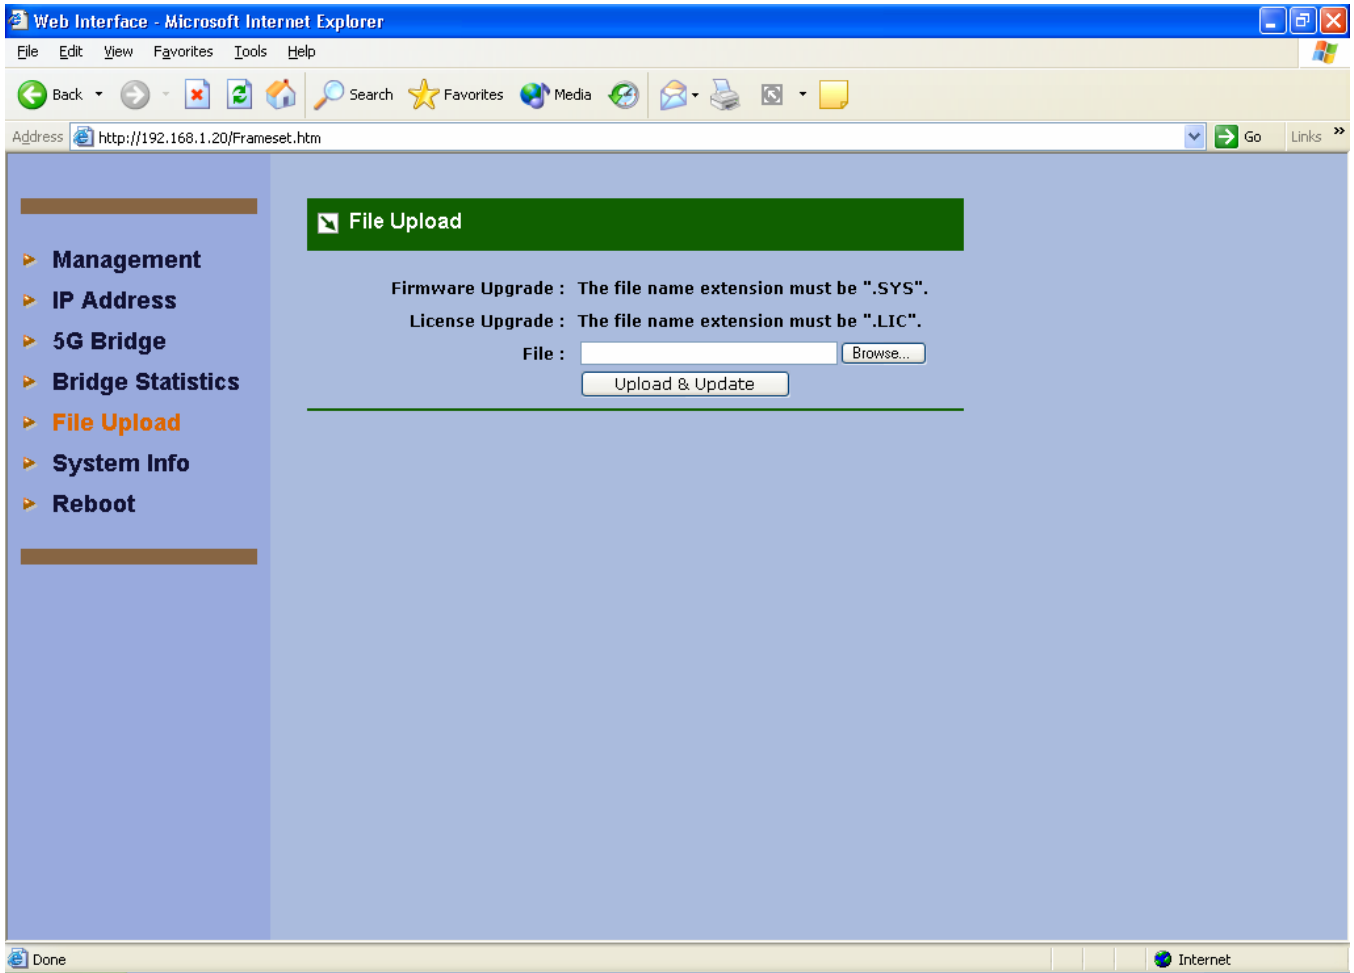 Web Interface - Microsoft Internet Explorer
File Edit View Favorites Tools Help
Back Search Favorites Media
Address http://192.168.1.20/Frameset.htm Go Links »
File Upload
Management
IP Address
5G Bridge
Bridge Statistics
File Upload
System Info
Reboot
Firmware Upgrade : The file name extension must be ".SYS".
License Upgrade : The file name extension must be ".LIC".
File : Browse...
Upload & Update
Done Internet